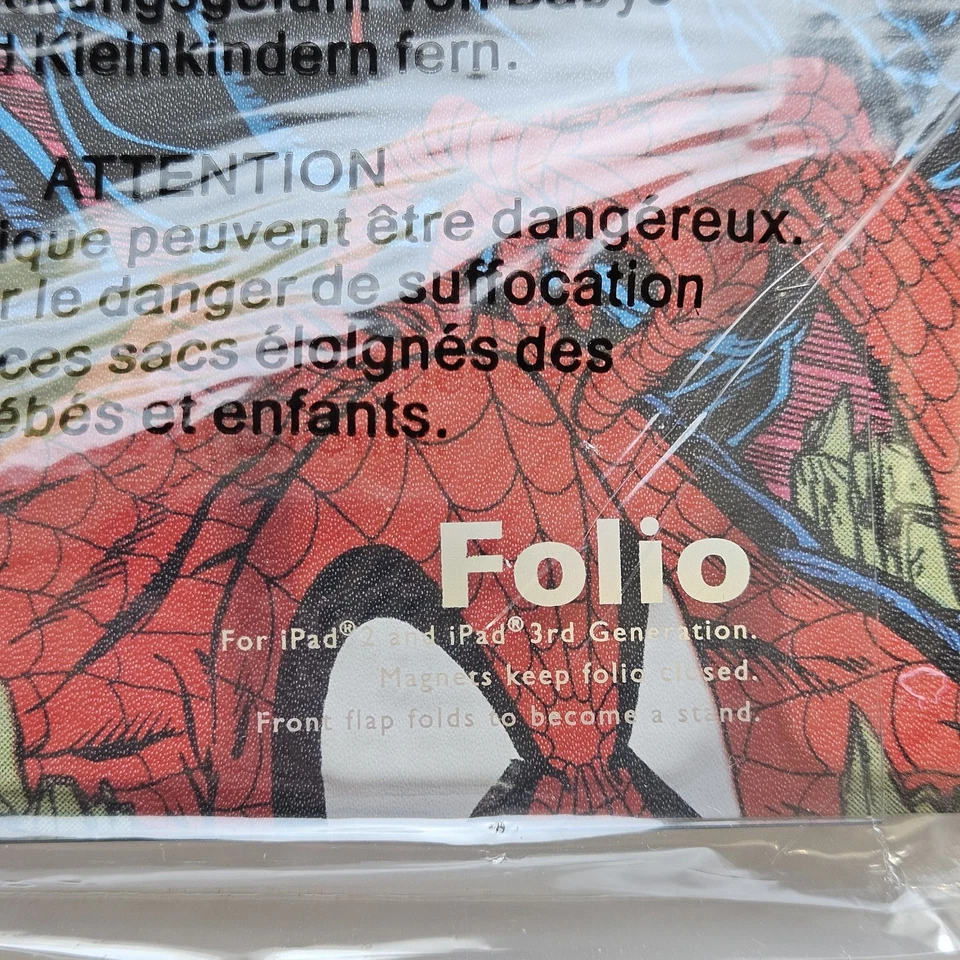 Kleinkindern fern.
ATTENTION
peuvent être dangéreux.
le danger de suffocation
ces sacs éloignés des
et enfants.
Folio
For iPad® 2 and iPad® 3rd Generation.
Magnets keep folio closed.
Front flap folds to become a stand.